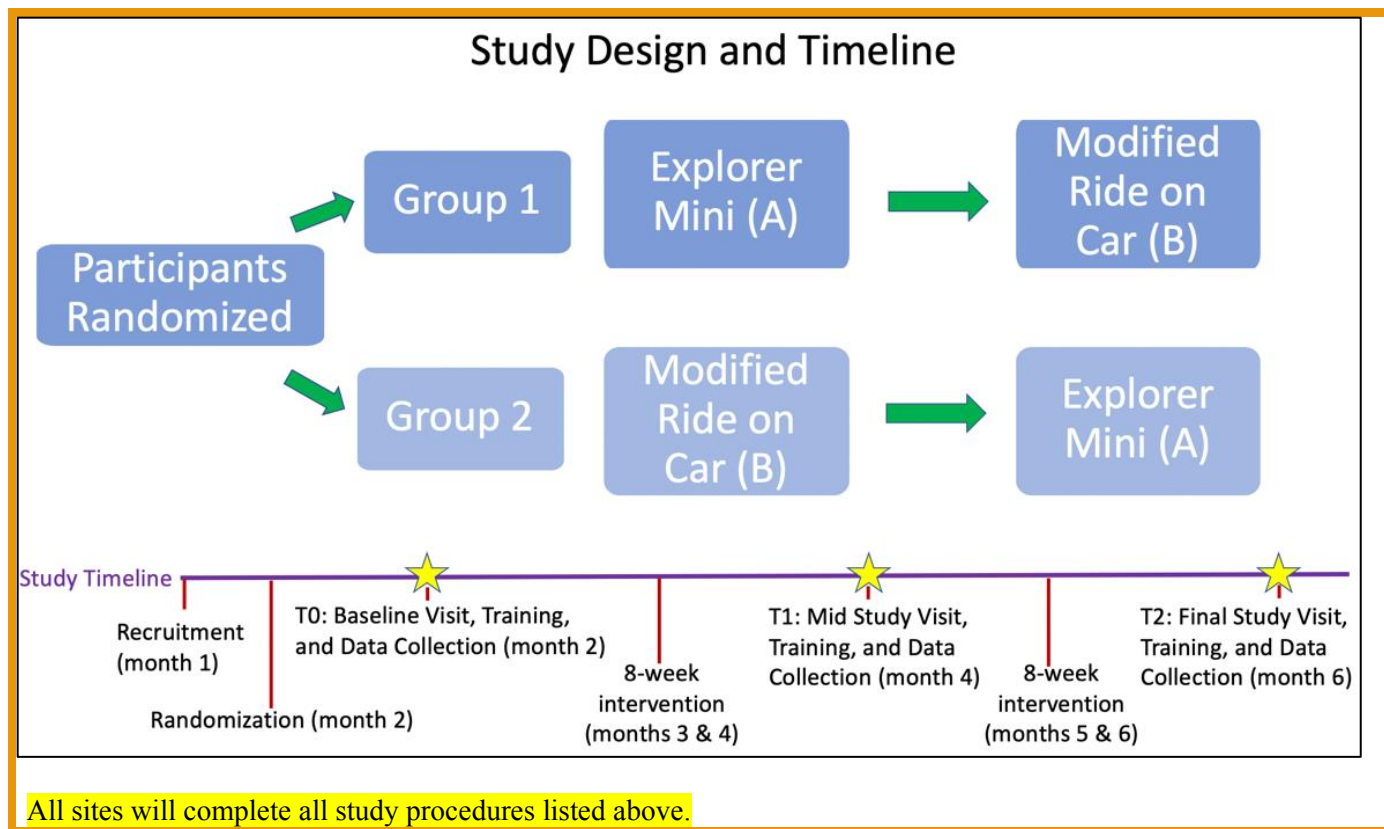 Study Design and Timeline
Participants
Randomized
Group 1
Explorer
Mini (A)
Modified
Ride on
Car (B)
Group 2
Modified
Ride on
Car (B)
Explorer
Mini (A)
Study Timeline
Recruitment
(month 1)
Randomization (month 2)
T0: Baseline Visit, Training,
and Data Collection (month 2)
8-week
intervention
(months 3 & 4)
T1: Mid Study Visit,
Training, and Data
Collection (month 4)
8-week
intervention
(months 5 & 6)
T2: Final Study Visit,
Training, and Data
Collection (month 6)
All sites will complete all study procedures listed above.